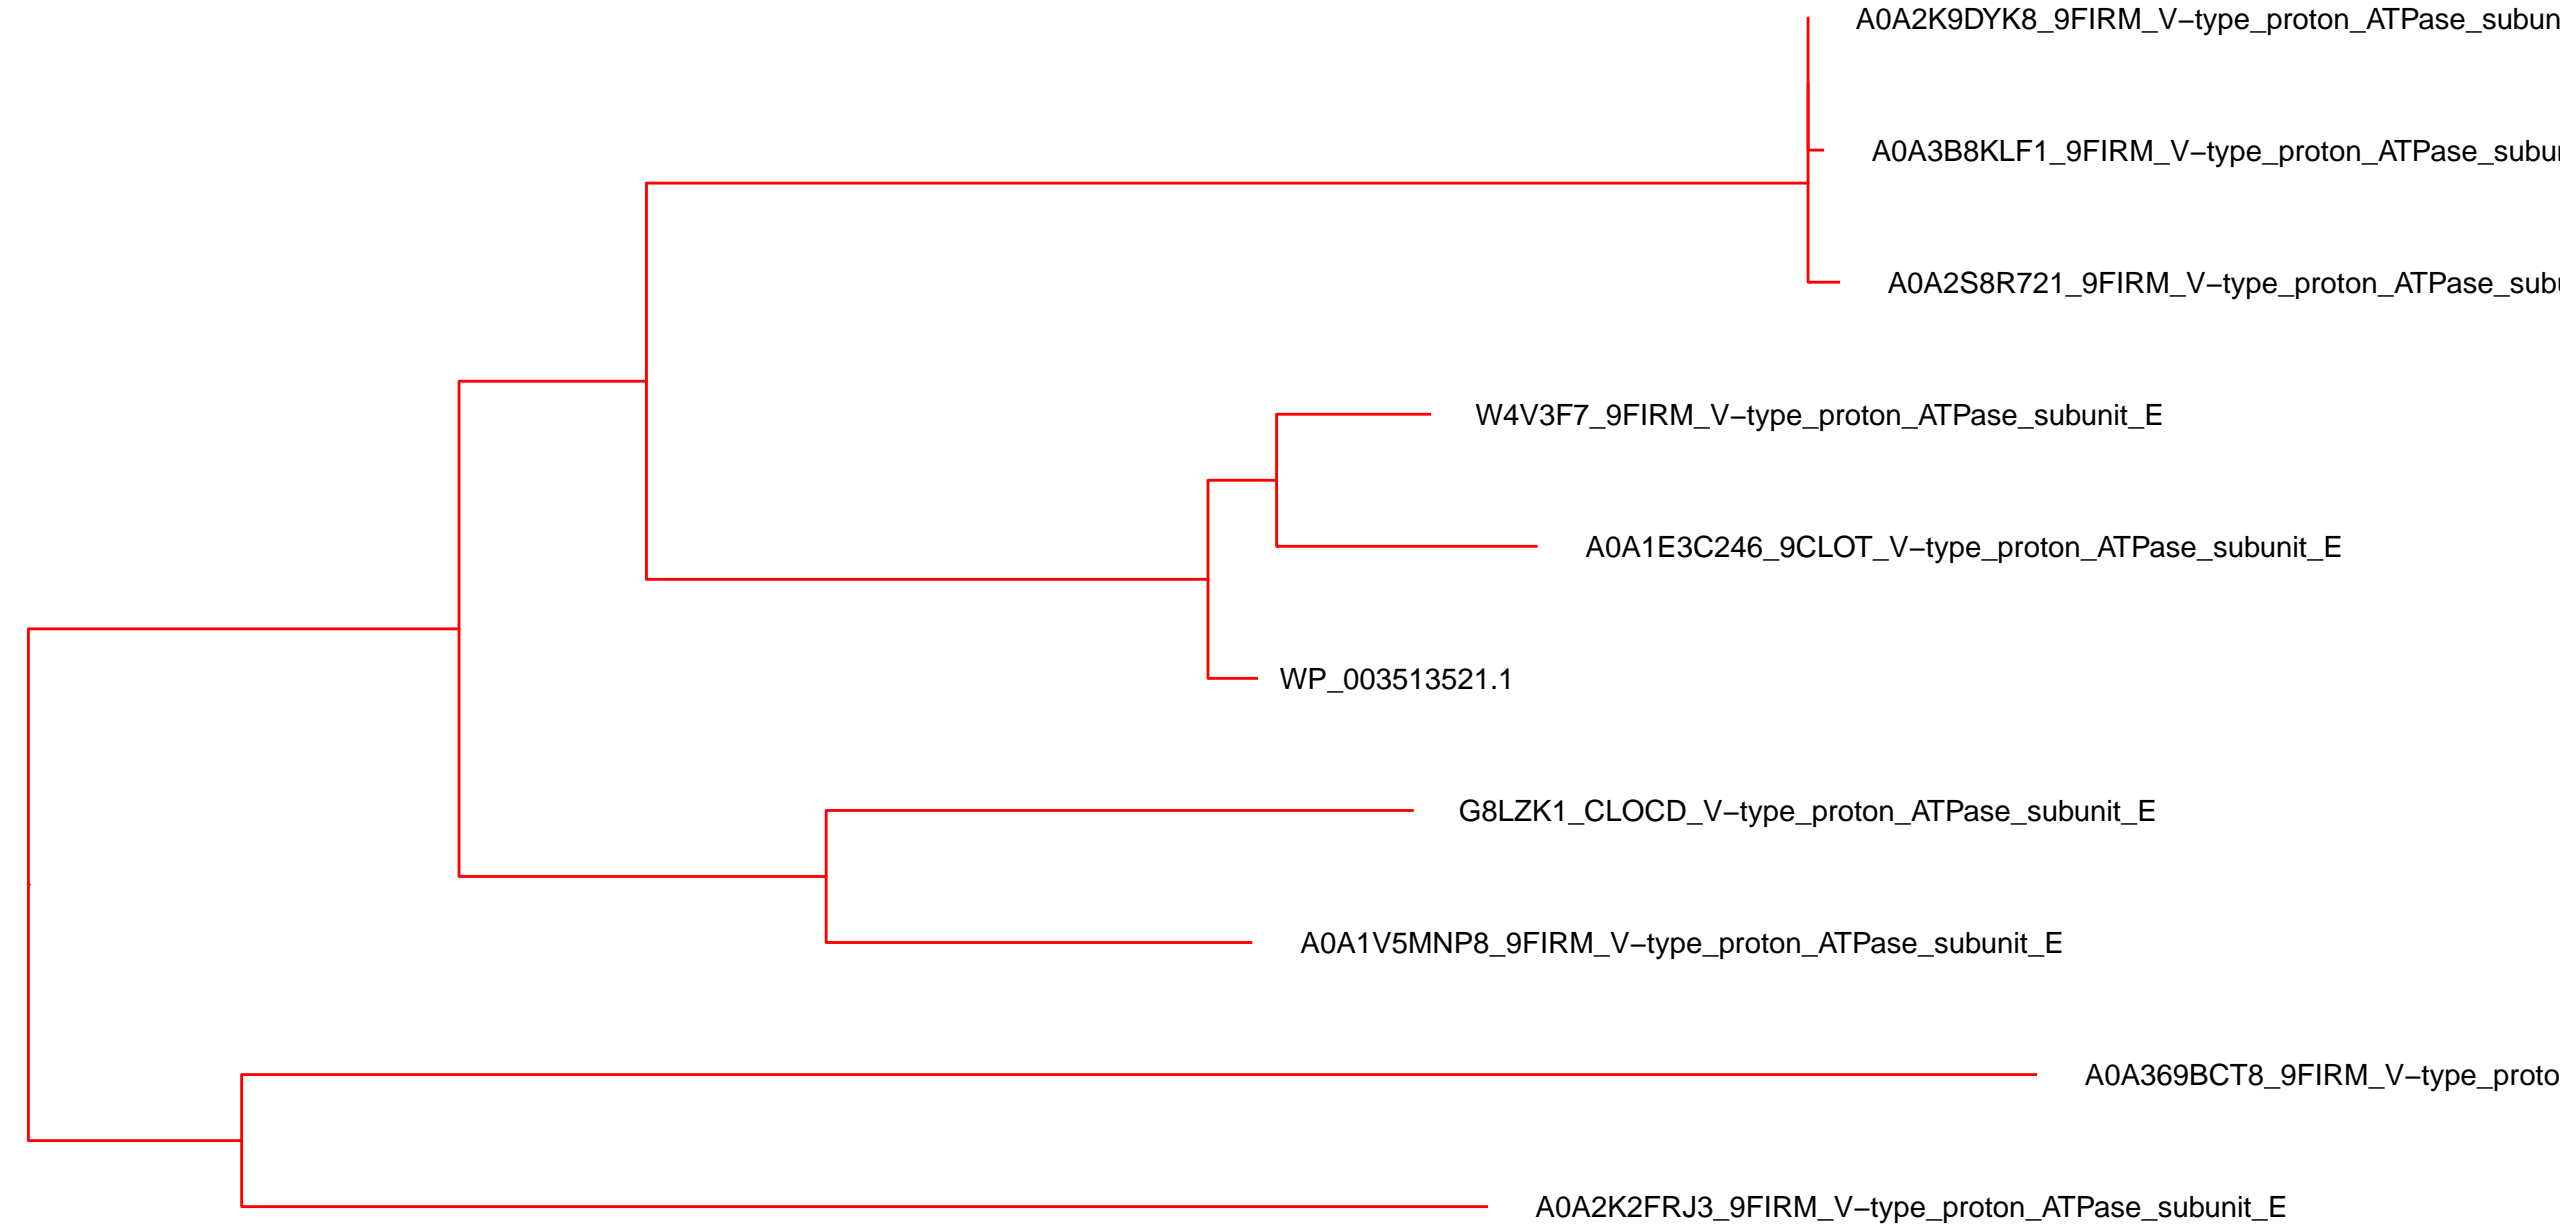 A0A2K9DYK8_9FIRM_V−type_proton_ATPase_subun
A0A3B8KLF1_9FIRM_V−type_proton_ATPase_subu
A0A2S8R721_9FIRM_V−type_proton_ATPase_sub
W4V3F7_9FIRM_V−type_proton_ATPase_subunit_E
A0A1E3C246_9CLOT_V−type_proton_ATPase_subunit_E
WP_003513521.1
G8LZK1_CLOCD_V−type_proton_ATPase_subunit_E
A0A1V5MNP8_9FIRM_V−type_proton_ATPase_subunit_E
A0A369BCT8_9FIRM_V−type_proto
A0A2K2FRJ3_9FIRM_V−type_proton_ATPase_subunit_E